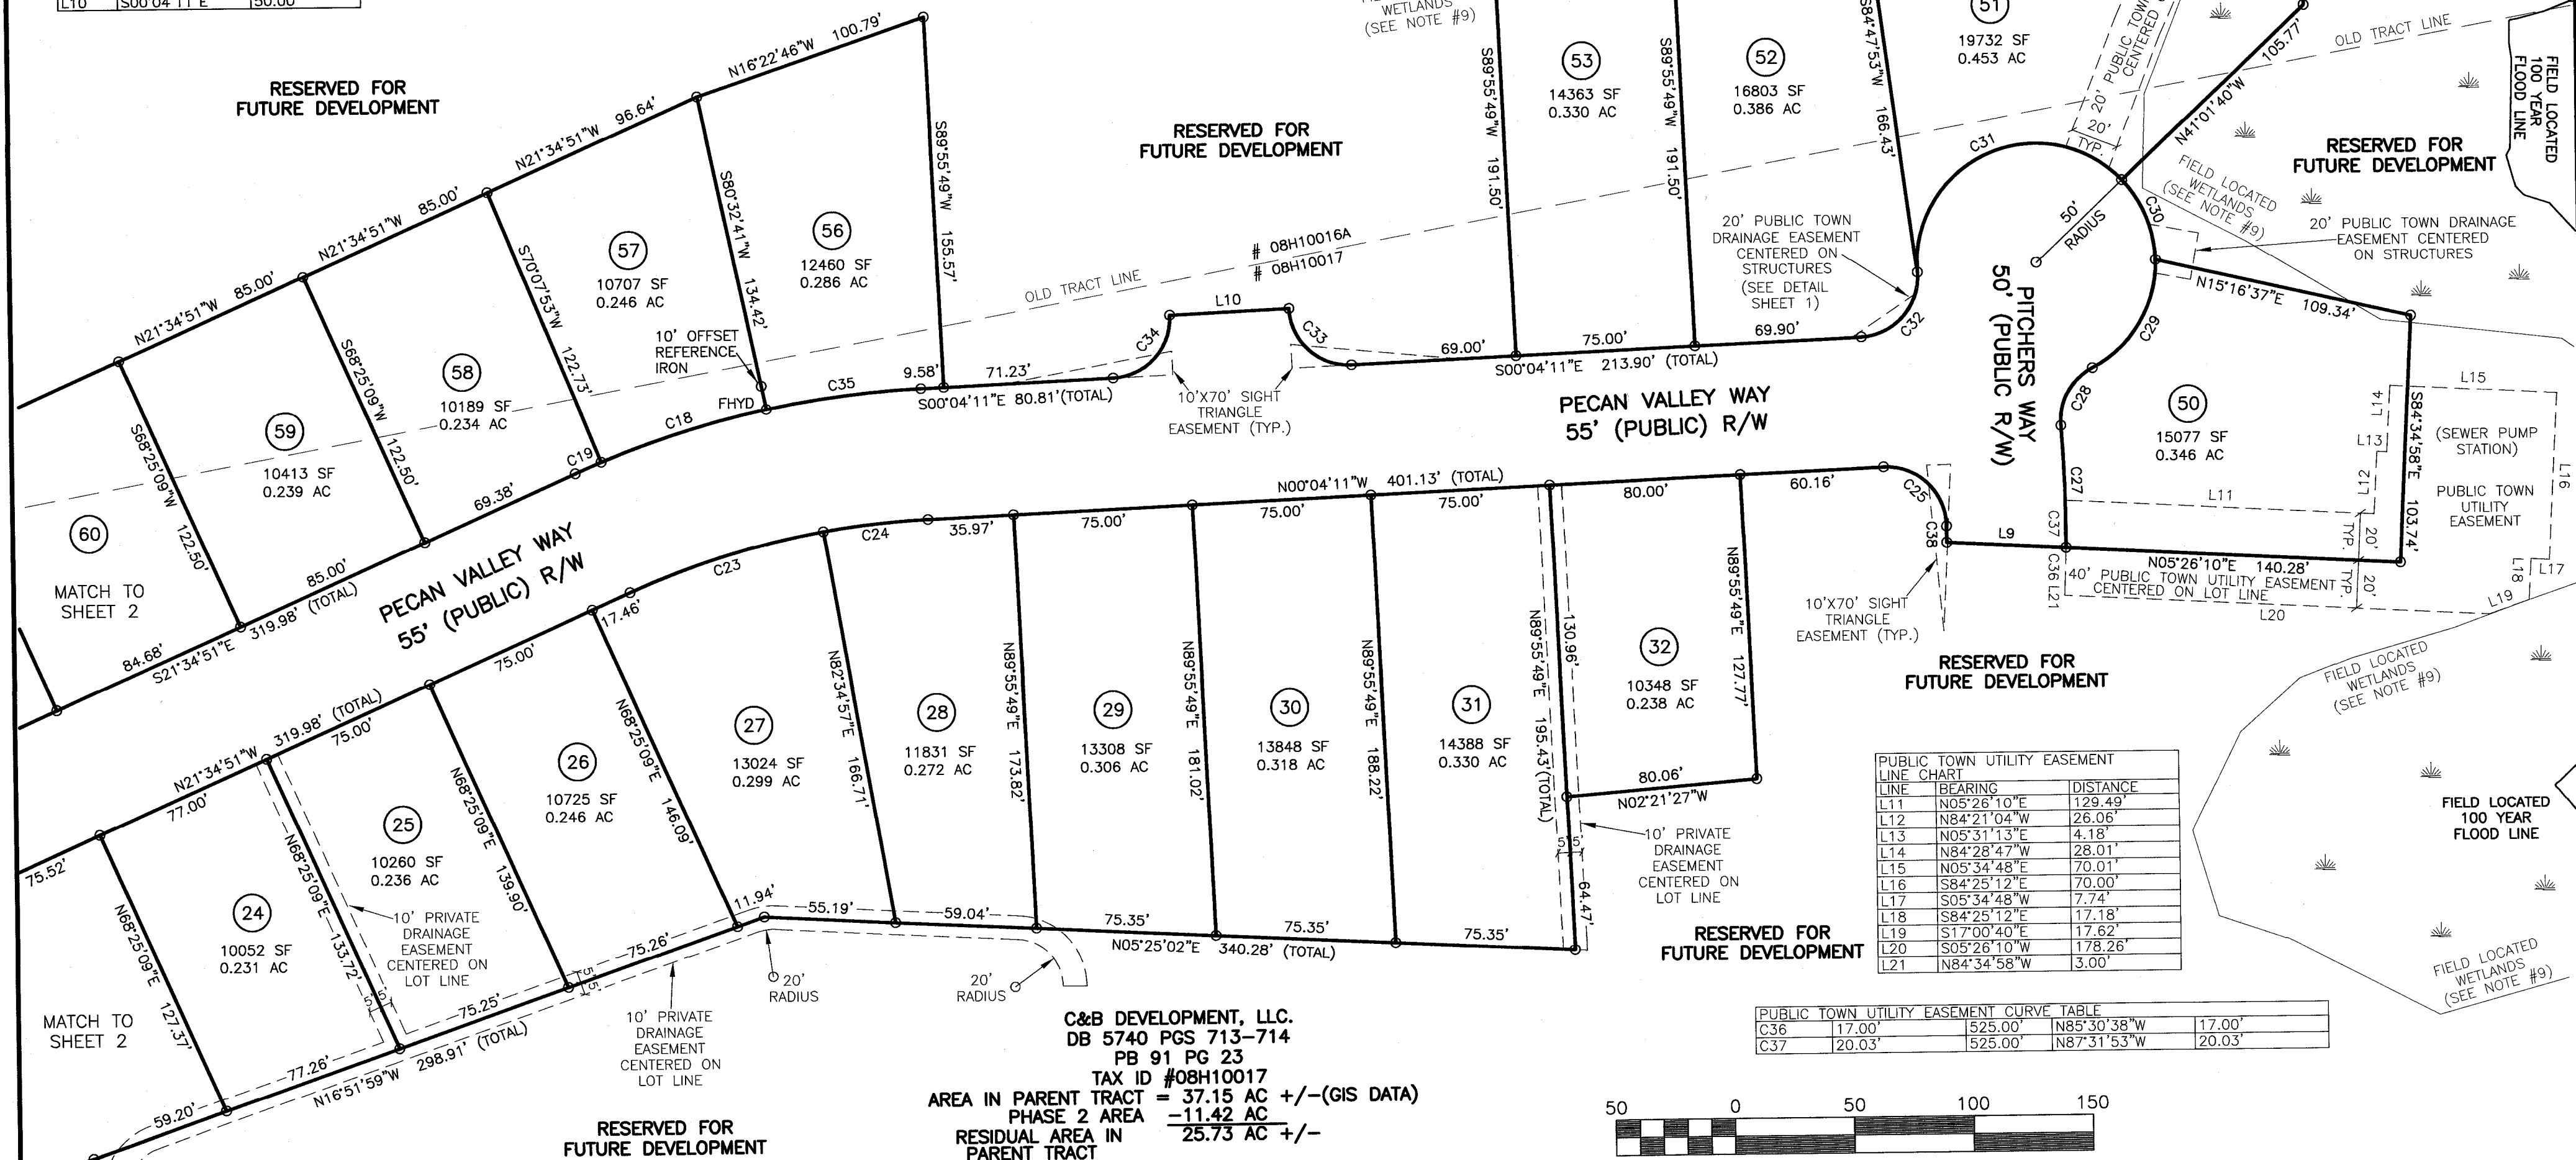 L10 S00°04'11"E 50.00'
RESERVED FOR
FUTURE DEVELOPMENT
N16°22'46"W 100.79'
N21°34'51"W 96.64'
N21°34'51"W 85.00'
N21°34'51"W 85.00'
S89°55'49"W 155.57'
S80°32'41"W 134.42'
S70°07'53"W 122.73'
S68°25'09"W 122.50'
S68°25'09"W 122.50'
56
12460 SF
0.286 AC
57
10707 SF
0.246 AC
58
10189 SF
0.234 AC
59
10413 SF
0.239 AC
60
MATCH TO
SHEET 2
10' OFFSET
REFERENCE
IRON
FHYD
C35
C18
C19
9.58'
71.23'
S00°04'11"E 80.81'(TOTAL)
69.38'
85.00'
84.68'
S21°34'51"E 319.98' (TOTAL)
OLD TRACT LINE
# 08H10016A
# 08H10017
RESERVED FOR
FUTURE DEVELOPMENT
WETLANDS
(SEE NOTE #9)
C34
L10
C33
10'X70' SIGHT
TRIANGLE
EASEMENT (TYP.)
S89°55'49"W 191.50'
S89°55'49"W 191.50'
53
14363 SF
0.330 AC
52
16803 SF
0.386 AC
51
19732 SF
0.453 AC
S84°47'53"W 166.43'
69.00'
75.00'
69.90'
S00°04'11"E 213.90' (TOTAL)
20' PUBLIC TOWN
DRAINAGE EASEMENT
CENTERED ON
STRUCTURES
(SEE DETAIL
SHEET 1)
C32
C31
20' PUBLIC TOWN
CENTERED
20'
TYP.
N41°01'40"W 105.77'
OLD TRACT LINE
FIELD LOCATED
100 YEAR
FLOOD LINE
RESERVED FOR
FUTURE DEVELOPMENT
FIELD LOCATED
WETLANDS
(SEE NOTE #9)
20' PUBLIC TOWN DRAINAGE
EASEMENT CENTERED
ON STRUCTURES
50'
RADIUS
C30
C29
C28
C27
C37
C36
L21
PITCHERS WAY
50' (PUBLIC R/W)
N15°16'37"E 109.34'
50
15077 SF
0.346 AC
L15
L14
L13
L12
L11
L16
L17
L18
L19
L20
(SEWER PUMP
STATION)
PUBLIC TOWN
UTILITY
EASEMENT
S84°34'58"E 103.74'
TYP. 20'
TYP. 20'
N05°26'10"E 140.28'
40' PUBLIC TOWN UTILITY EASEMENT
CENTERED ON LOT LINE
PECAN VALLEY WAY
55' (PUBLIC) R/W
PECAN VALLEY WAY
55' (PUBLIC) R/W
N00°04'11"W 401.13' (TOTAL)
35.97'
75.00'
75.00'
75.00'
80.00'
60.16'
C25
C38
L9
10'X70' SIGHT
TRIANGLE
EASEMENT (TYP.)
RESERVED FOR
FUTURE DEVELOPMENT
C24
C23
17.46'
75.00'
75.00'
319.98' (TOTAL)
N21°34'51"W
77.00'
75.52'
N68°25'09"E 127.37'
N68°25'09"E 133.72'
N68°25'09"E 139.90'
N68°25'09"E 146.09'
N82°34'57"E 166.71'
N89°55'49"E 173.82'
N89°55'49"E 181.02'
N89°55'49"E 188.22'
N89°55'49"E 195.43'(TOTAL)
130.96'
64.47'
N89°55'49"E 127.77'
24
10052 SF
0.231 AC
25
10260 SF
0.236 AC
26
10725 SF
0.246 AC
27
13024 SF
0.299 AC
28
11831 SF
0.272 AC
29
13308 SF
0.306 AC
30
13848 SF
0.318 AC
31
14388 SF
0.330 AC
32
10348 SF
0.238 AC
80.06'
N02°21'27"W
10' PRIVATE
DRAINAGE
EASEMENT
CENTERED ON
LOT LINE
5' 5'
10' PRIVATE
DRAINAGE
EASEMENT
CENTERED ON
LOT LINE
5' 5'
MATCH TO
SHEET 2
59.20'
77.26'
75.25'
75.26'
11.94'
55.19'
59.04'
75.35'
75.35'
75.35'
N05°25'02"E 340.28' (TOTAL)
N16°51'59"W 298.91' (TOTAL)
5' 5'
20'
RADIUS
20'
RADIUS
10' PRIVATE
DRAINAGE
EASEMENT
CENTERED ON
LOT LINE
RESERVED FOR
FUTURE DEVELOPMENT
RESERVED FOR
FUTURE DEVELOPMENT
C&B DEVELOPMENT, LLC.
DB 5740 PGS 713-714
PB 91 PG 23
TAX ID #08H10017
AREA IN PARENT TRACT = 37.15 AC +/-(GIS DATA)
PHASE 2 AREA -11.42 AC
RESIDUAL AREA IN 25.73 AC +/-
PARENT TRACT
PUBLIC TOWN UTILITY EASEMENT
LINE CHART
LINE BEARING DISTANCE
L11 N05°26'10"E 129.49'
L12 N84°21'04"W 26.06'
L13 N05°31'13"E 4.18'
L14 N84°28'47"W 28.01'
L15 N05°34'48"E 70.01'
L16 S84°25'12"E 70.00'
L17 S05°34'48"W 7.74'
L18 S84°25'12"E 17.18'
L19 S17°00'40"E 17.62'
L20 S05°26'10"W 178.26'
L21 N84°34'58"W 3.00'
PUBLIC TOWN UTILITY EASEMENT CURVE TABLE
C36 17.00' 525.00' N85°30'38"W 17.00'
C37 20.03' 525.00' N87°31'53"W 20.03'
FIELD LOCATED
WETLANDS
(SEE NOTE #9)
FIELD LOCATED
100 YEAR
FLOOD LINE
FIELD LOCATED
WETLANDS
(SEE NOTE #9)
50 0 50 100 150